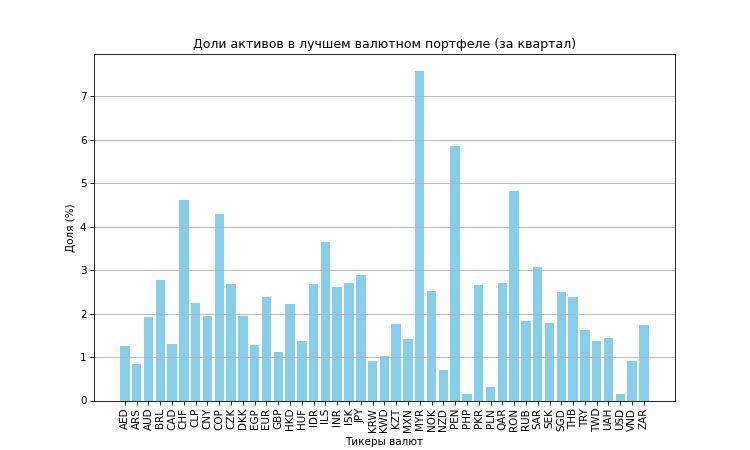 Доли активов в лучшем валютном портфеле (за квартал)
Доля (%)
7
6
5
4
3
2
1
0
AED ARS AUD BRL CAD CHF CLP CNY COP CZK DKK EGP EUR GBP HKD HUF IDR ILS INR ISK JPY KRW KWD KZT MXN MYR NOK NZD PEN PHP PKR PLN QAR RON RUB SAR SEK SGD THB TRY TWD UAH USD VND ZAR
Тикеры валют